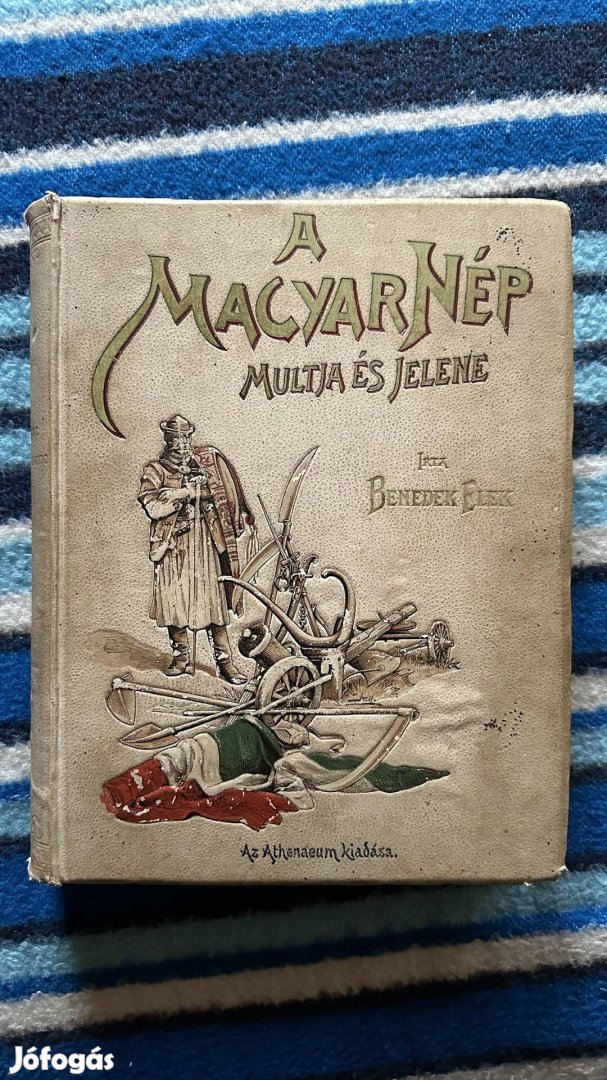 A
MAGYAR NÉP
MULTJA ÉS JELENE
IRTA
BENEDEK ELEK
Az Athenaeum kiadása.
Jófogás